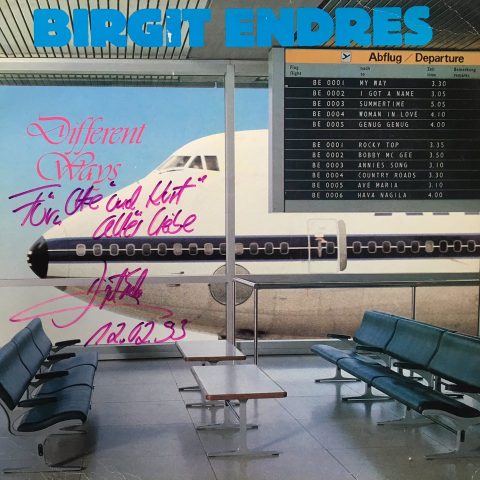 BIRGIT ENDRES
Abflug / Departure
Flug nach Zeit Bemerkung
flight to time remarks
BE 0001 MY WAY 3.30
BE 0002 I GOT A NAME 3.05
BE 0003 SUMMERTIME 5.05
BE 0004 WOMAN IN LOVE 4.10
BE 0005 GENUG GENUG 4.00
BE 0001 ROCKY TOP 3.35
BE 0002 BOBBY MC GEE 3.50
BE 0003 ANNIES SONG 3.10
BE 0004 COUNTRY ROADS 3.30
BE 0005 AVE MARIA 3.10
BE 0006 HAVA NAGILA 4.00
Different
Ways
Für "Ute" und Kurt"
alles Liebe
12.02.93